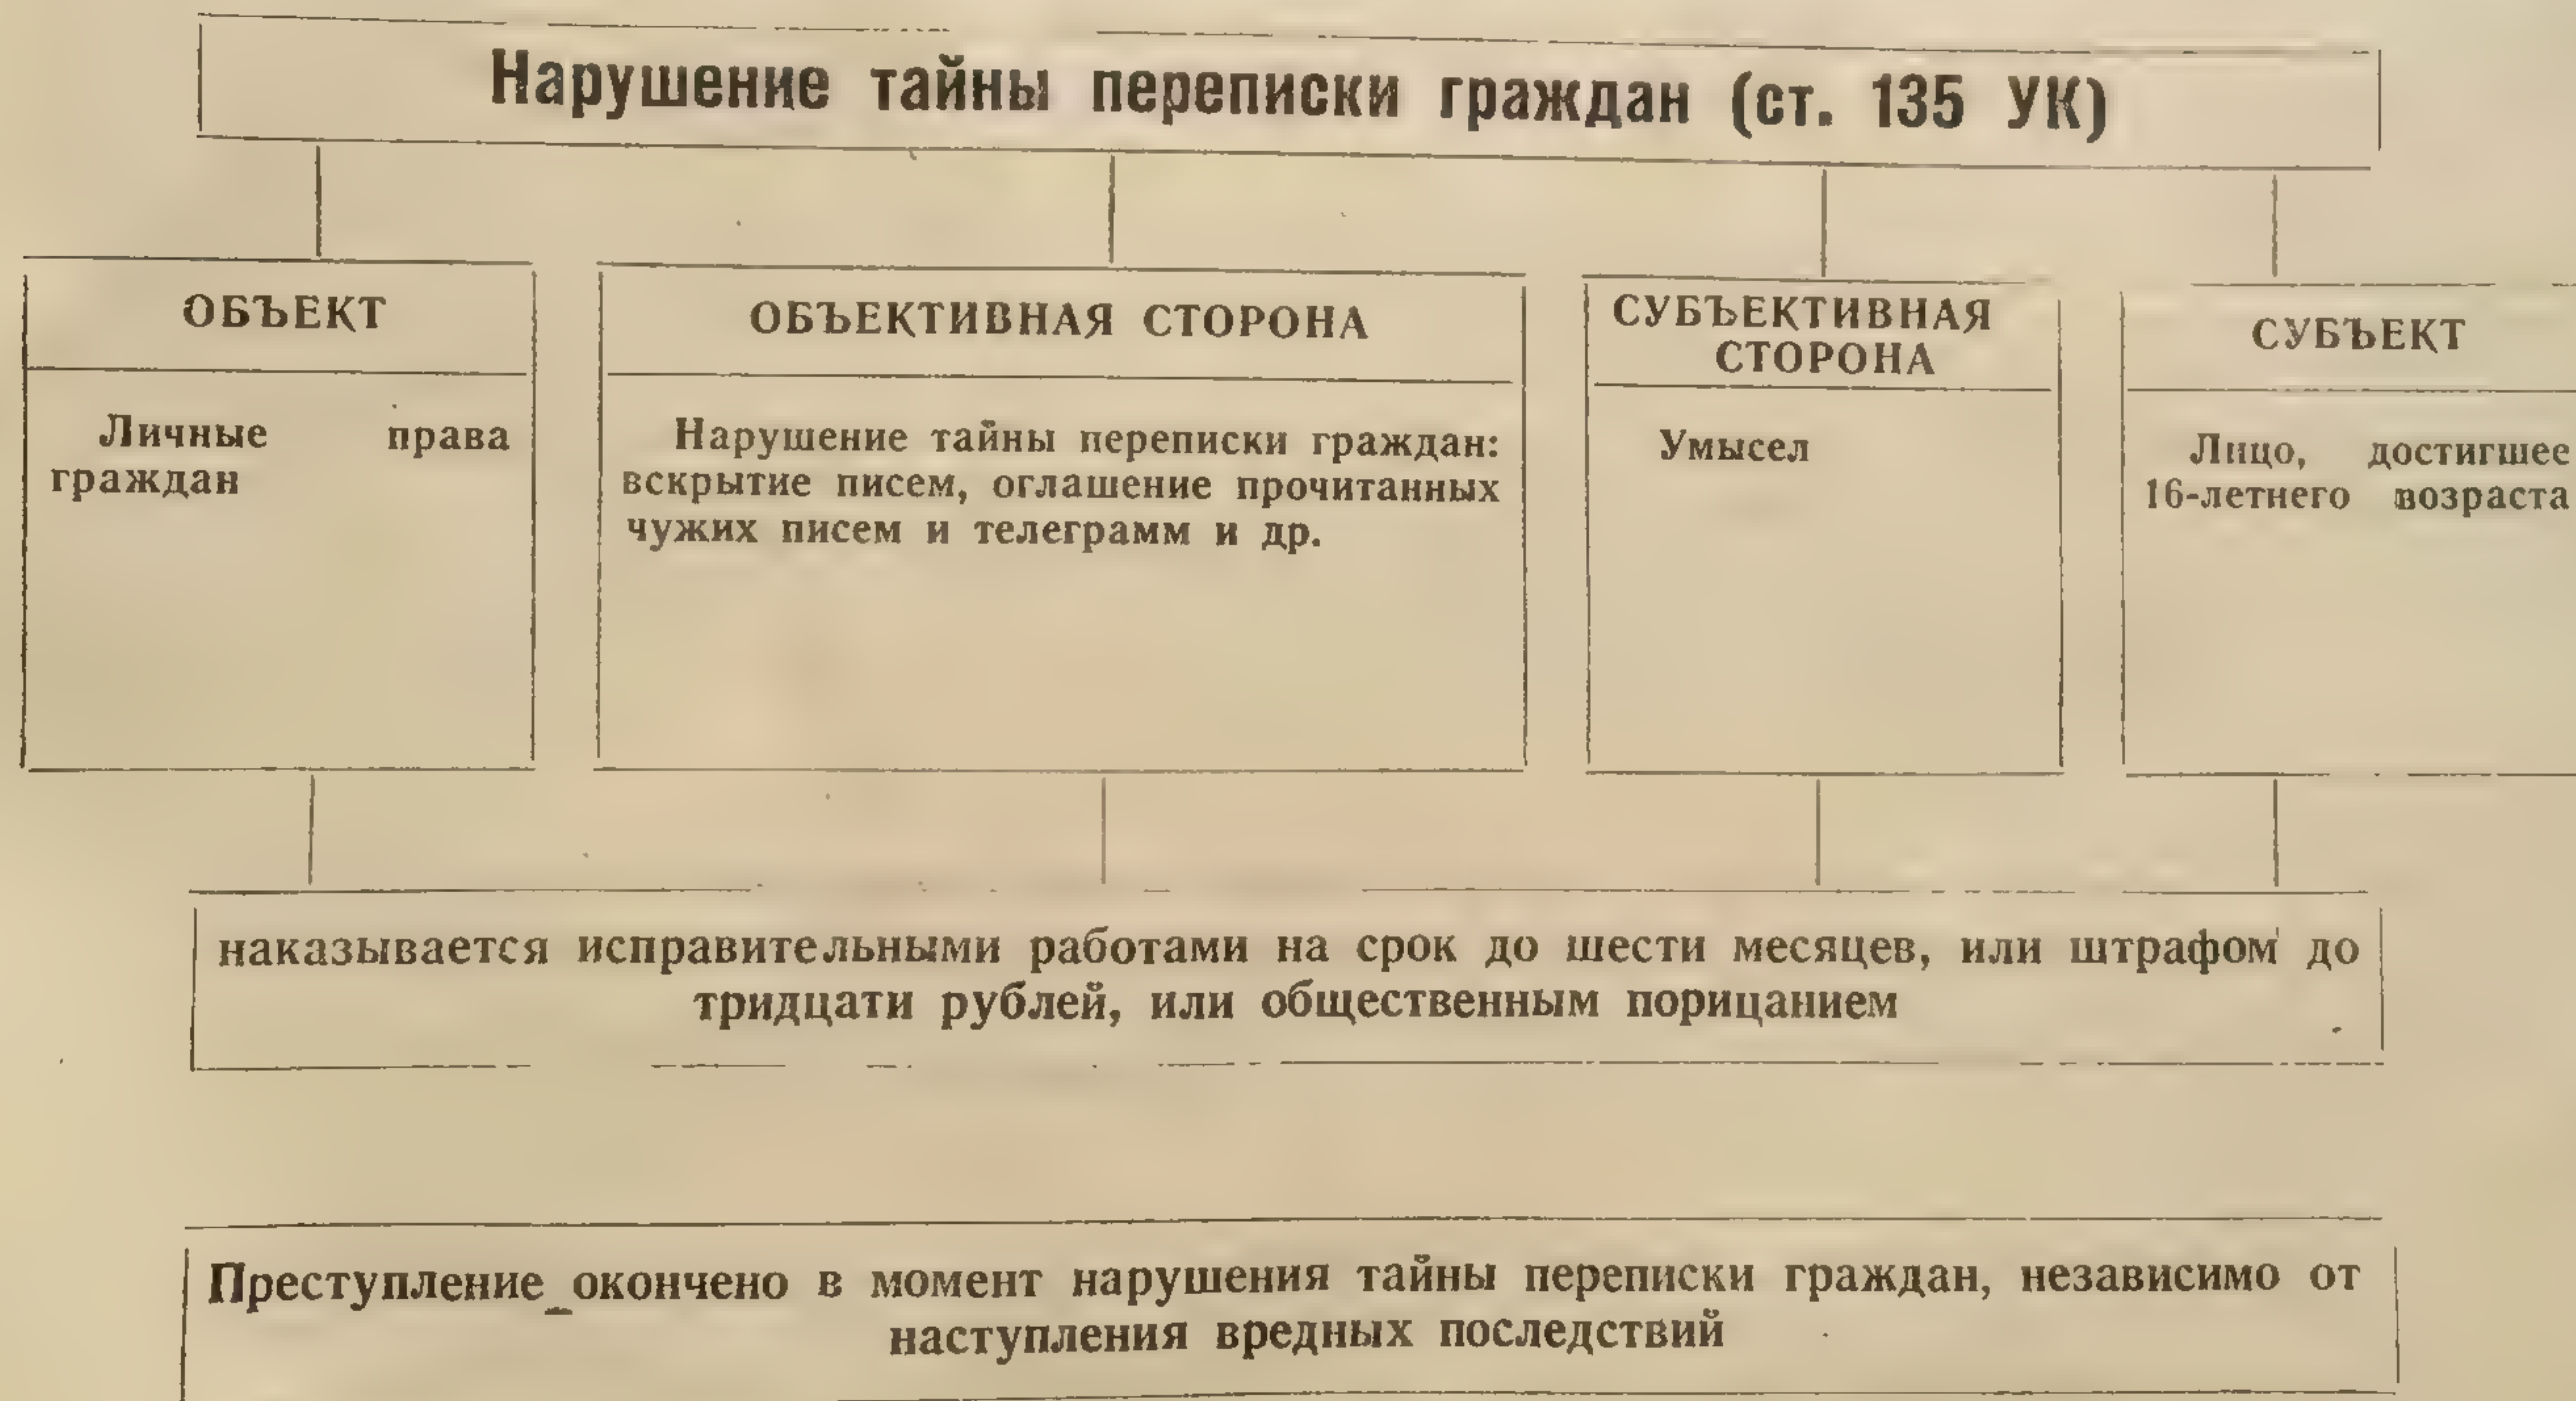 Нарушение тайны переписки граждан (ст. 135 УК)
ОБЪЕКТ
Личные права
граждан
ОБЪЕКТИВНАЯ СТОРОНА
Нарушение тайны переписки граждан:
вскрытие писем, оглашение прочитанных
чужих писем и телеграмм и др.
СУБЪЕКТИВНАЯ
СТОРОНА
Умысел
СУБЪЕКТ
Лицо, достигшее
16-летнего возраста
наказывается исправительными работами на срок до шести месяцев, или штрафом до
тридцати рублей, или общественным порицанием
Преступление окончено в момент нарушения тайны переписки граждан, независимо от
наступления вредных последствий